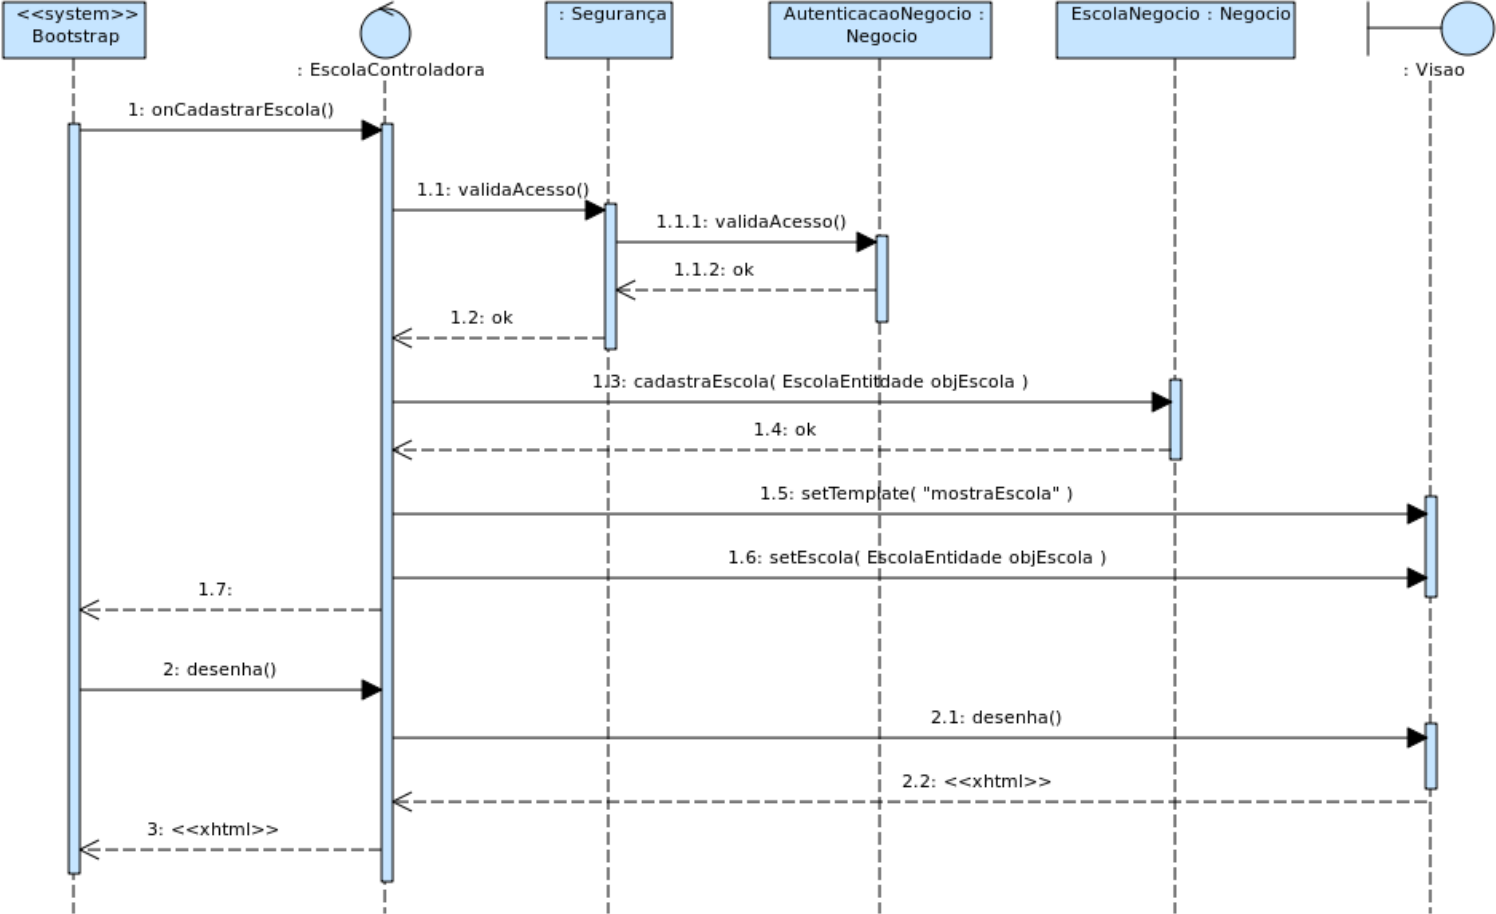 <<system>>
Bootstrap
: EscolaControladora
: Segurança
AutenticacaoNegocio :
Negocio
EscolaNegocio : Negocio
: Visao
1: onCadastrarEscola()
1.1: validaAcesso()
1.1.1: validaAcesso()
1.1.2: ok
1.2: ok
1.3: cadastraEscola( EscolaEntitdade objEscola )
1.4: ok
1.5: setTemplate( "mostraEscola" )
1.6: setEscola( EscolaEntidade objEscola )
1.7:
2: desenha()
2.1: desenha()
2.2: <<xhtml>>
3: <<xhtml>>